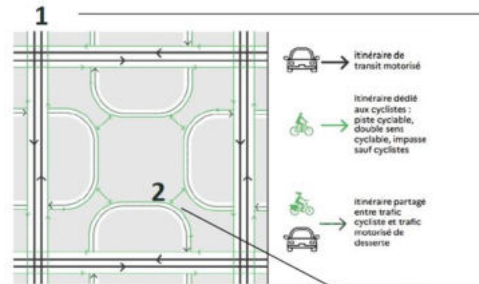 1
itinéraire de
transit motorisé
Itinéraire dédié
aux cyclistes :
piste cyclable,
double sens
cyclable, impasse
sauf cyclistes
2
itinéraire partagé
entre trafic
cycliste et trafic
motorisé de
desserte